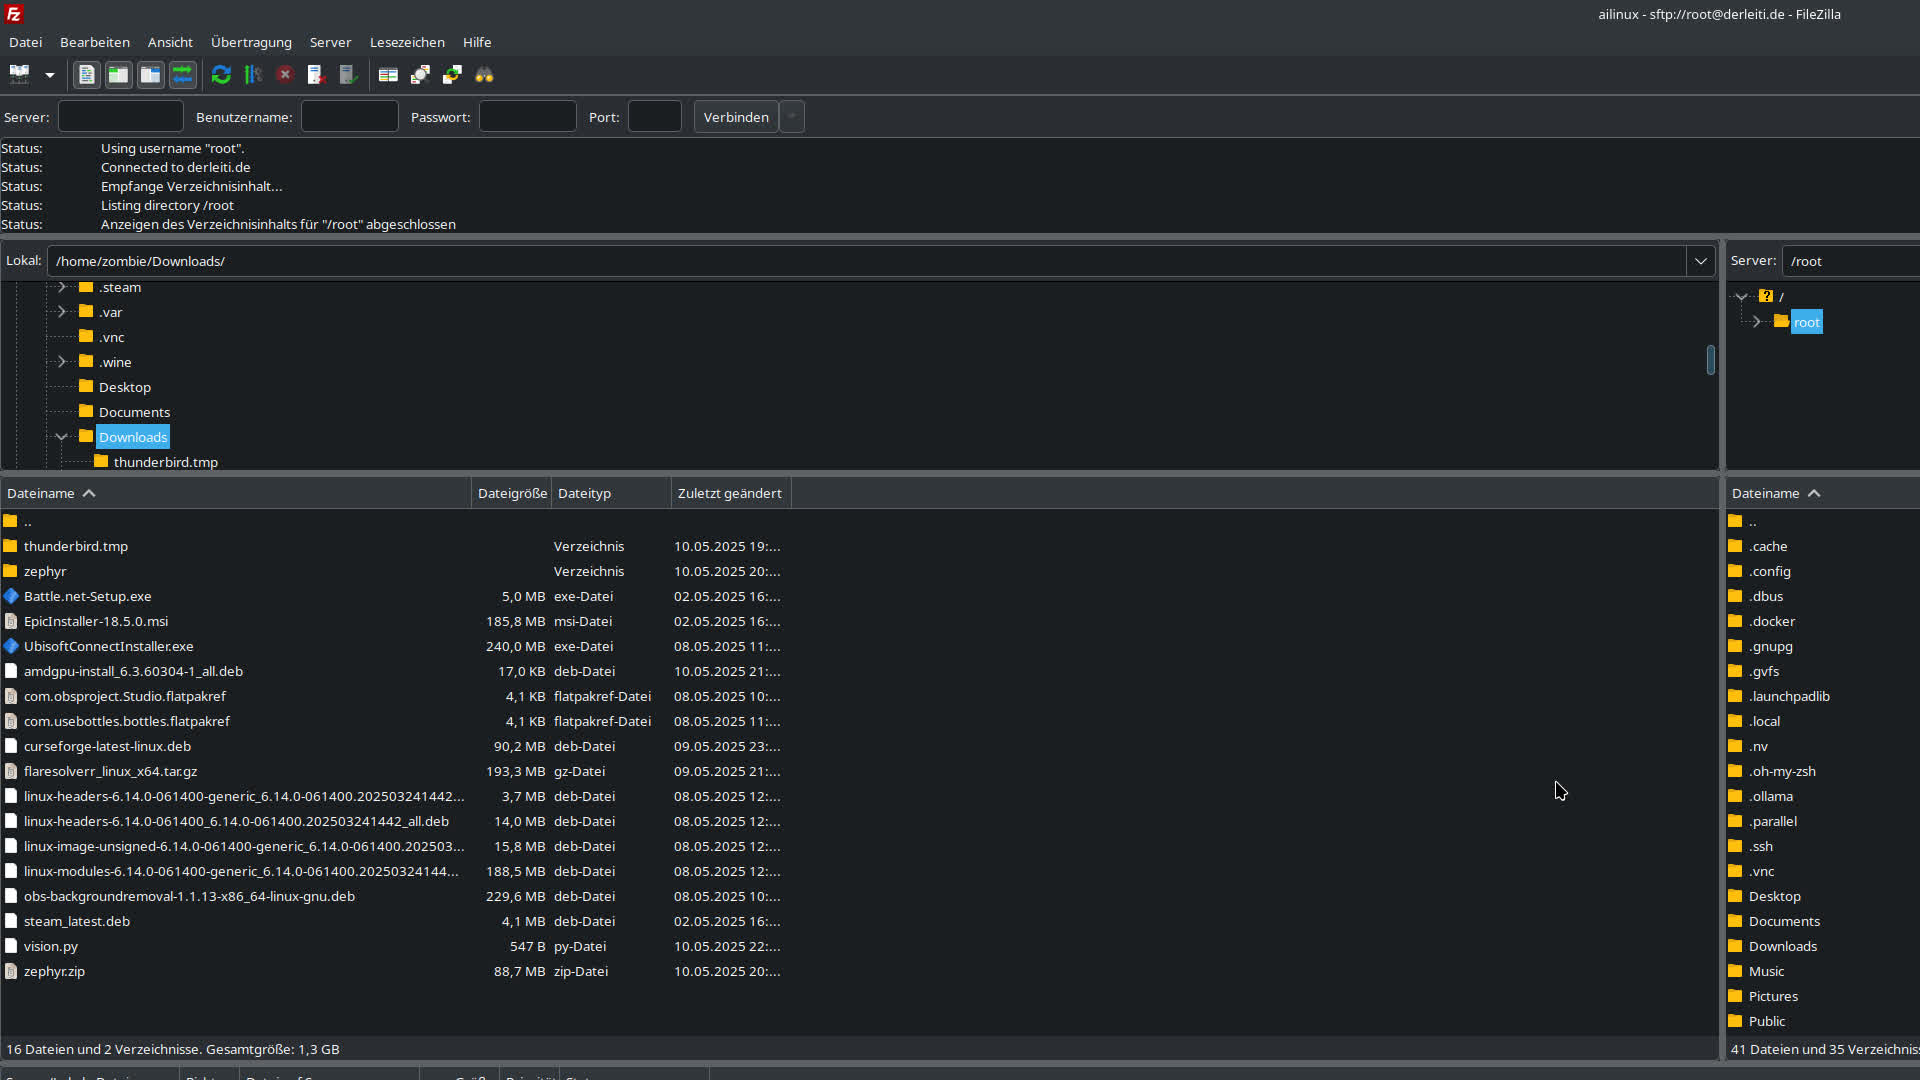 ailinux - sftp://root@derleiti.de - FileZilla
Datei Bearbeiten Ansicht Übertragung Server Lesezeichen Hilfe
Server: Benutzername: Passwort: Port: Verbinden
Status: Using username "root".
Status: Connected to derleiti.de
Status: Empfange Verzeichnisinhalt...
Status: Listing directory /root
Status: Anzeigen des Verzeichnisinhalts für "/root" abgeschlossen
Lokal: /home/zombie/Downloads/
.steam
.var
.vnc
.wine
Desktop
Documents
Downloads
thunderbird.tmp
Server: /root
/
root
Dateiname Dateigröße Dateityp Zuletzt geändert
..
thunderbird.tmp Verzeichnis 10.05.2025 19:...
zephyr Verzeichnis 10.05.2025 20:...
Battle.net-Setup.exe 5,0 MB exe-Datei 02.05.2025 16:...
EpicInstaller-18.5.0.msi 185,8 MB msi-Datei 02.05.2025 16:...
UbisoftConnectInstaller.exe 240,0 MB exe-Datei 08.05.2025 11:...
amdgpu-install_6.3.60304-1_all.deb 17,0 KB deb-Datei 10.05.2025 21:...
com.obsproject.Studio.flatpakref 4,1 KB flatpakref-Datei 08.05.2025 10:...
com.usebottles.bottles.flatpakref 4,1 KB flatpakref-Datei 08.05.2025 11:...
curseforge-latest-linux.deb 90,2 MB deb-Datei 09.05.2025 23:...
flaresolverr_linux_x64.tar.gz 193,3 MB gz-Datei 09.05.2025 21:...
linux-headers-6.14.0-061400-generic_6.14.0-061400.202503241442... 3,7 MB deb-Datei 08.05.2025 12:...
linux-headers-6.14.0-061400_6.14.0-061400.202503241442_all.deb 14,0 MB deb-Datei 08.05.2025 12:...
linux-image-unsigned-6.14.0-061400-generic_6.14.0-061400.202503... 15,8 MB deb-Datei 08.05.2025 12:...
linux-modules-6.14.0-061400-generic_6.14.0-061400.20250324144... 188,5 MB deb-Datei 08.05.2025 12:...
obs-backgroundremoval-1.1.13-x86_64-linux-gnu.deb 229,6 MB deb-Datei 08.05.2025 10:...
steam_latest.deb 4,1 MB deb-Datei 02.05.2025 16:...
vision.py 547 B py-Datei 10.05.2025 22:...
zephyr.zip 88,7 MB zip-Datei 10.05.2025 20:...
16 Dateien und 2 Verzeichnisse. Gesamtgröße: 1,3 GB
Dateiname
..
.cache
.config
.dbus
.docker
.gnupg
.gvfs
.launchpadlib
.local
.nv
.oh-my-zsh
.ollama
.parallel
.ssh
.vnc
Desktop
Documents
Downloads
Music
Pictures
Public
41 Dateien und 35 Verzeichnis